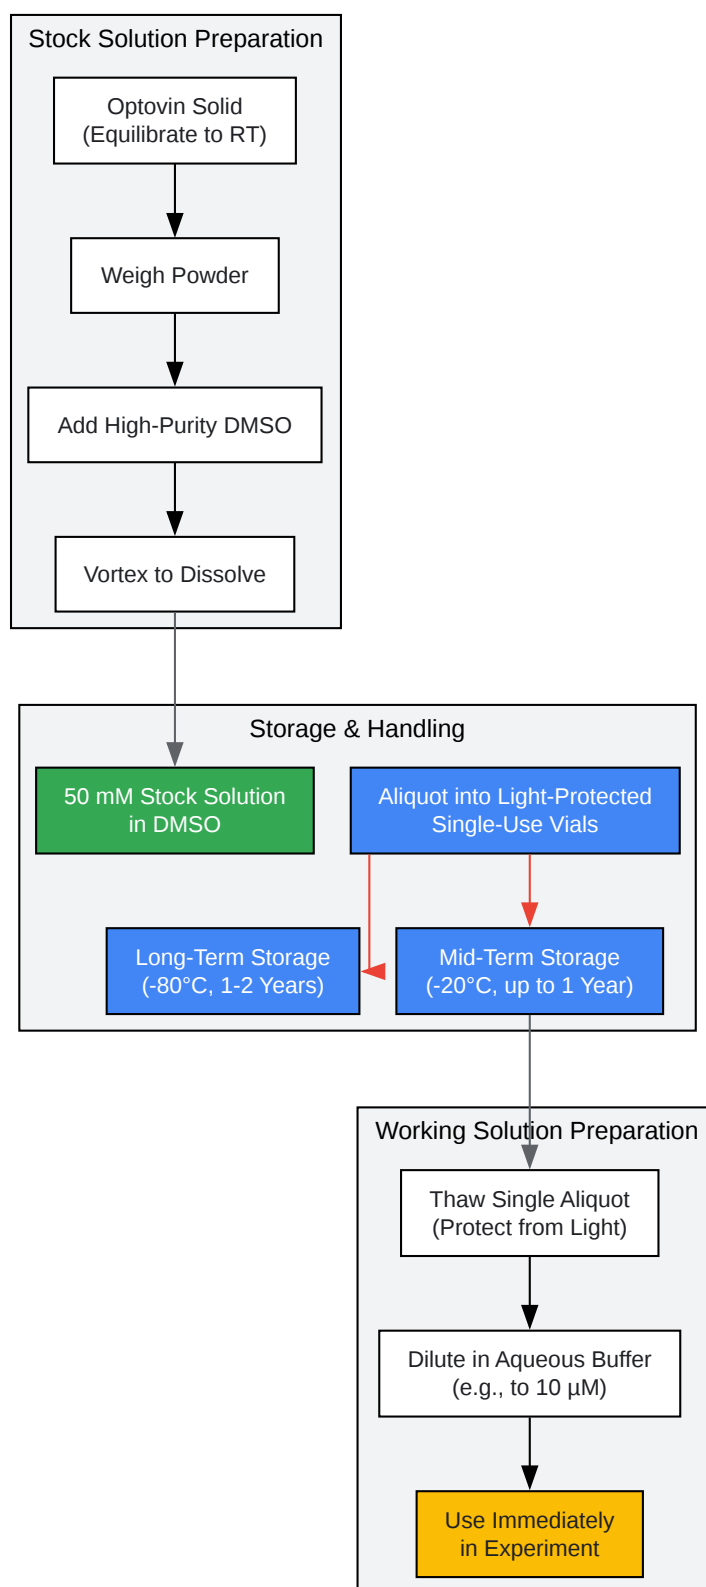 Stock Solution Preparation
Optovin Solid
(Equilibrate to RT)
Weigh Powder
Add High-Purity DMSO
Vortex to Dissolve
Storage & Handling
50 mM Stock Solution
in DMSO
Aliquot into Light-Protected
Single-Use Vials
Long-Term Storage
(-80°C, 1-2 Years)
Mid-Term Storage
(-20°C, up to 1 Year)
Working Solution Preparation
Thaw Single Aliquot
(Protect from Light)
Dilute in Aqueous Buffer
(e.g., to 10 µM)
Use Immediately
in Experiment